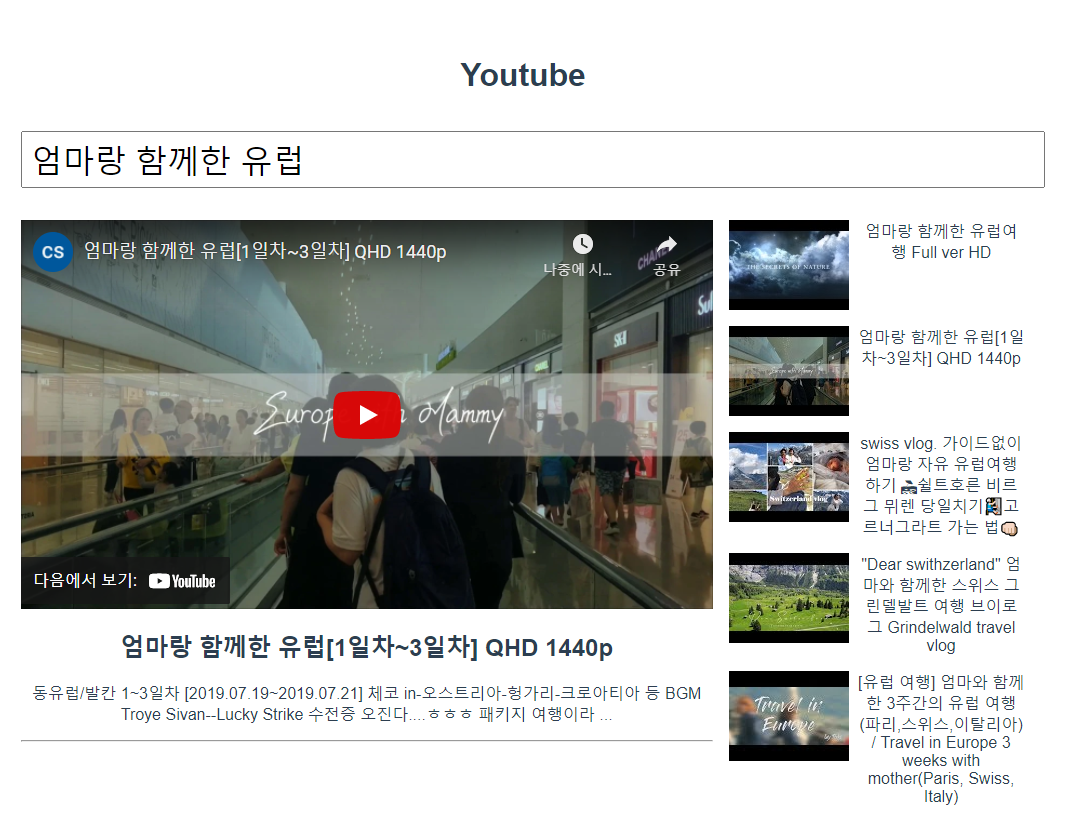 Youtube
엄마랑 함께한 유럽
CS
엄마랑 함께한 유럽[1일차~3일차] QHD 1440p
나중에 시...
공유
CHANEL
Skll
Europe with Mammy
다음에서 보기: YouTube
엄마랑 함께한 유럽[1일차~3일차] QHD 1440p
동유럽/발칸 1~3일차 [2019.07.19~2019.07.21] 체코 in-오스트리아-헝가리-크로아티아 등 BGM
Troye Sivan--Lucky Strike 수전증 오진다....ㅎㅎㅎ 패키지 여행이라 ...
THE SECRETS OF NATURE
엄마랑 함께한 유럽여
행 Full ver HD
Europe with Mammy
엄마랑 함께한 유럽[1일
차~3일차] QHD 1440p
Switzerland vlog
swiss vlog. 가이드없이
엄마랑 자유 유럽여행
하기 🚠쉴트호른 비르
그 뮈렌 당일치기🧗고
르너그라트 가는 법👊
"Dear swithzerland" 엄
마와 함께한 스위스 그
린델발트 여행 브이로
그 Grindelwald travel
vlog
Travel in
Europe
[유럽 여행] 엄마와 함께
한 3주간의 유럽 여행
(파리,스위스,이탈리아)
/ Travel in Europe 3
weeks with
mother(Paris, Swiss,
Italy)